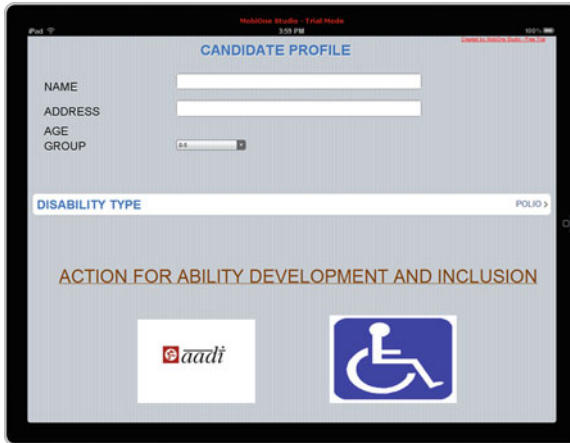 MobiOne Studio - Trial Mode
iPad 3:59 PM 100%
Created by MobiOne Studio - Free Trial
CANDIDATE PROFILE
NAME
ADDRESS
AGE
GROUP 0-5
DISABILITY TYPE POLIO >
ACTION FOR ABILITY DEVELOPMENT AND INCLUSION
aadi